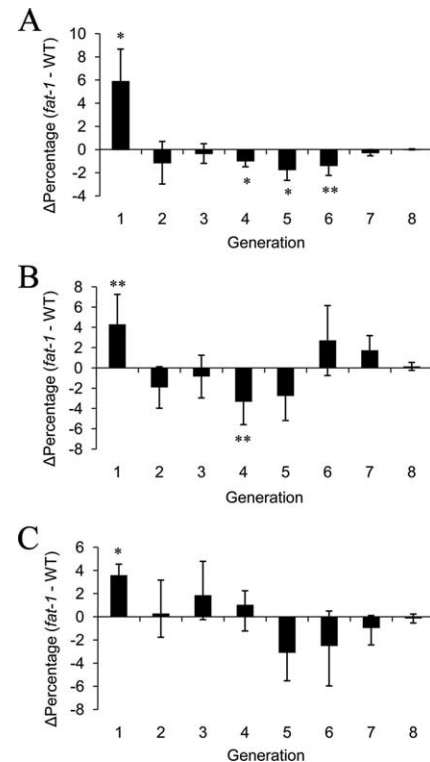 A
ΔPercentage (fat-1 - WT)
10
8
6
4
2
0
-2
-4
*
*
*
**
1 2 3 4 5 6 7 8
Generation
B
ΔPercentage (fat-1 - WT)
8
6
4
2
0
-2
-4
-6
-8
**
**
1 2 3 4 5 6 7 8
Generation
C
ΔPercentage (fat-1 - WT)
6
4
2
0
-2
-4
-6
-8
*
1 2 3 4 5 6 7 8
Generation